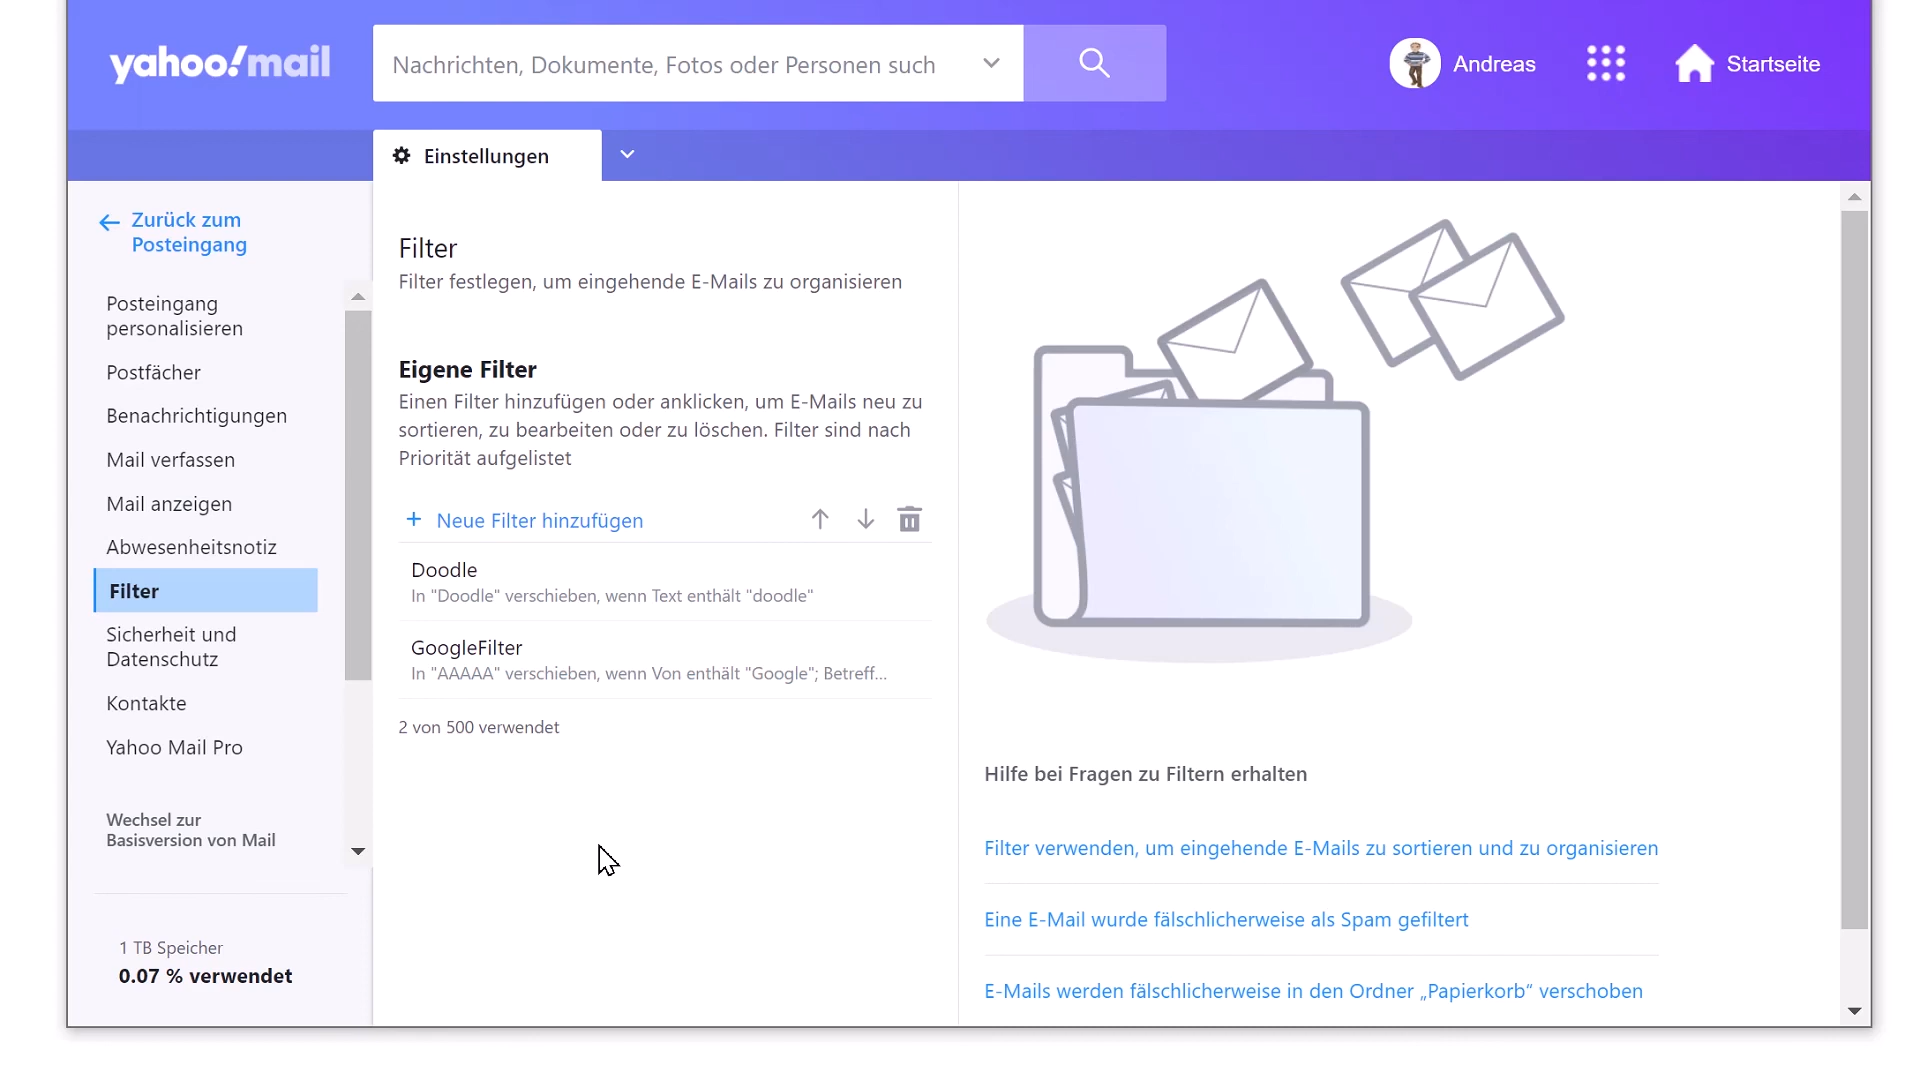 yahoo!mail
Nachrichten, Dokumente, Fotos oder Personen such
Andreas
Startseite
Einstellungen
Zurück zum
Posteingang
Posteingang
personalisieren
Postfächer
Benachrichtigungen
Mail verfassen
Mail anzeigen
Abwesenheitsnotiz
Filter
Sicherheit und
Datenschutz
Kontakte
Yahoo Mail Pro
Wechsel zur
Basisversion von Mail
1 TB Speicher
0.07 % verwendet
Filter
Filter festlegen, um eingehende E-Mails zu organisieren
Eigene Filter
Einen Filter hinzufügen oder anklicken, um E-Mails neu zu
sortieren, zu bearbeiten oder zu löschen. Filter sind nach
Priorität aufgelistet
+ Neue Filter hinzufügen
Doodle
In "Doodle" verschieben, wenn Text enthält "doodle"
GoogleFilter
In "AAAAA" verschieben, wenn Von enthält "Google"; Betreff...
2 von 500 verwendet
Hilfe bei Fragen zu Filtern erhalten
Filter verwenden, um eingehende E-Mails zu sortieren und zu organisieren
Eine E-Mail wurde fälschlicherweise als Spam gefiltert
E-Mails werden fälschlicherweise in den Ordner „Papierkorb“ verschoben